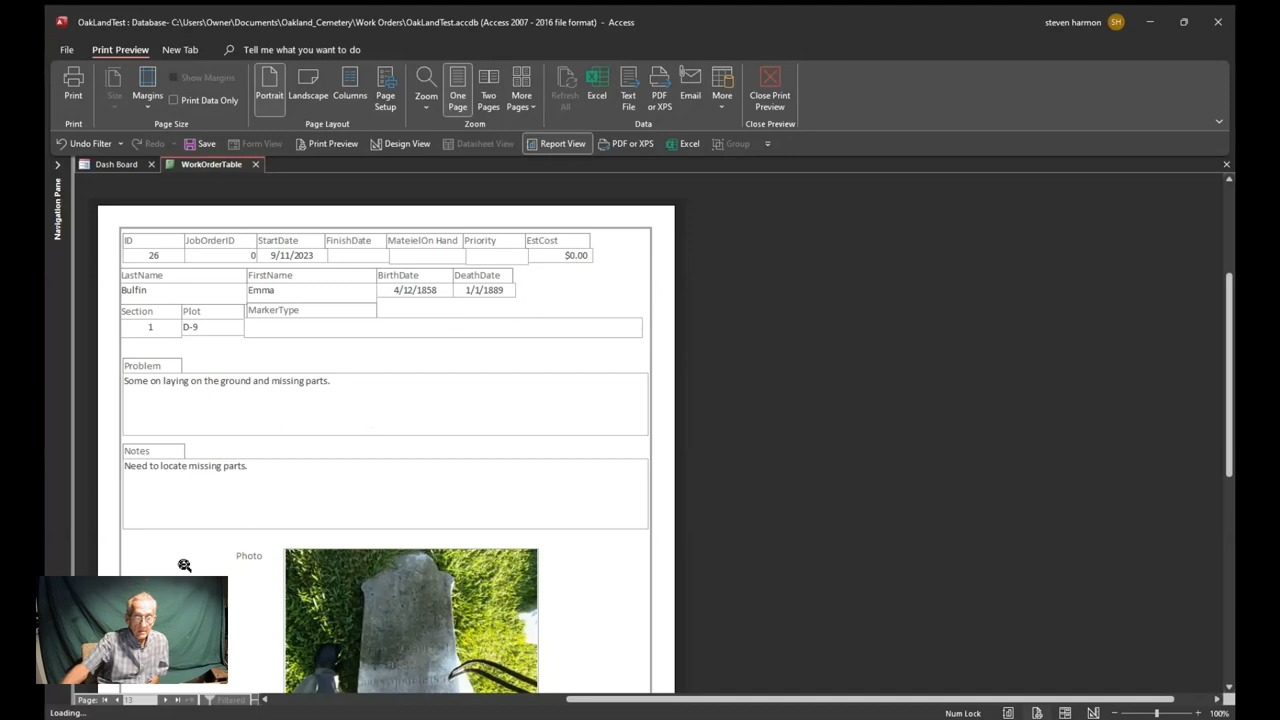 OakLandTest : Database- C:\Users\Owner\Documents\Oakland_Cemetery\Work Orders\OakLandTest.accdb (Access 2007 - 2016 file format) - Access
steven harmon SH
File Print Preview New Tab Tell me what you want to do
Print
Size
Margins
Show Margins
Print Data Only
Portrait
Landscape
Columns
Page Setup
Zoom
One Page
Two Pages
More Pages
Refresh All
Excel
Text File
PDF or XPS
Email
More
Close Print Preview
Print Page Size Page Layout Zoom Data Close Preview
Undo Filter Redo Save Form View Print Preview Design View Datasheet View Report View PDF or XPS Excel Group
Dash Board WorkOrderTable
Navigation Pane
ID JobOrderID StartDate FinishDate MateielOn Hand Priority EstCost
26 0 9/11/2023 $0.00
LastName FirstName BirthDate DeathDate
Bulfin Emma 4/12/1858 1/1/1889
Section Plot MarkerType
1 D-9
Problem
Some on laying on the ground and missing parts.
Notes
Need to locate missing parts.
Photo
Page: 13 Filtered
Loading... Num Lock 100%